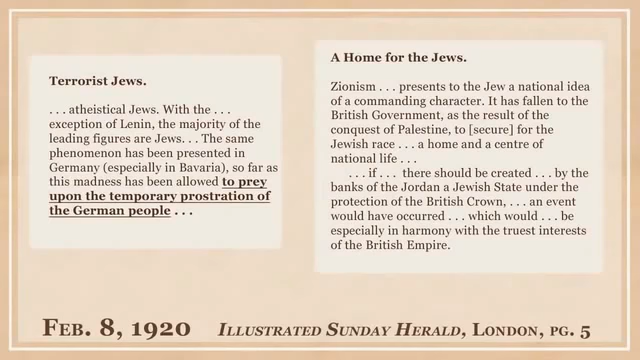 Terrorist Jews.
. . . atheistical Jews. With the . . .
exception of Lenin, the majority of the
leading figures are Jews. . . The same
phenomenon has been presented in
Germany (especially in Bavaria), so far as
this madness has been allowed to prey
upon the temporary prostration of
the German people . . .
A Home for the Jews.
Zionism . . . presents to the Jew a national idea
of a commanding character. It has fallen to the
British Government, as the result of the
conquest of Palestine, to [secure] for the
Jewish race . . . a home and a centre of
national life . . .
. . . if . . . there should be created . . . by the
banks of the Jordan a Jewish State under the
protection of the British Crown, . . . an event
would have occurred . . . which would . . . be
especially in harmony with the truest interests
of the British Empire.
Feb. 8, 1920 Illustrated Sunday Herald, London, pg. 5